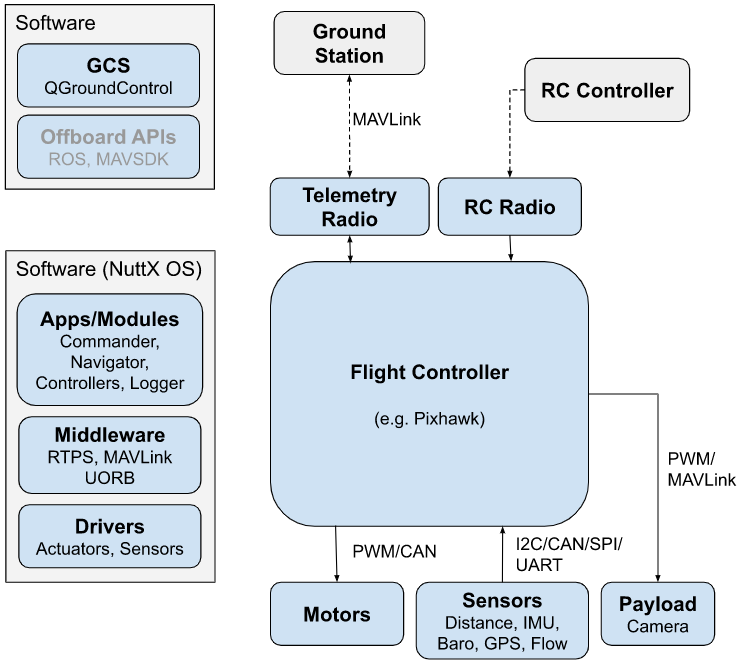 Software
GCS
QGroundControl
Offboard APIs
ROS, MAVSDK
Ground
Station
RC Controller
MAVLink
Telemetry
Radio
RC Radio
Software (NuttX OS)
Apps/Modules
Commander,
Navigator,
Controllers, Logger
Middleware
RTPS, MAVLink
UORB
Drivers
Actuators, Sensors
Flight Controller
(e.g. Pixhawk)
PWM/
MAVLink
PWM/CAN
I2C/CAN/SPI/
UART
Motors
Sensors
Distance, IMU,
Baro, GPS, Flow
Payload
Camera